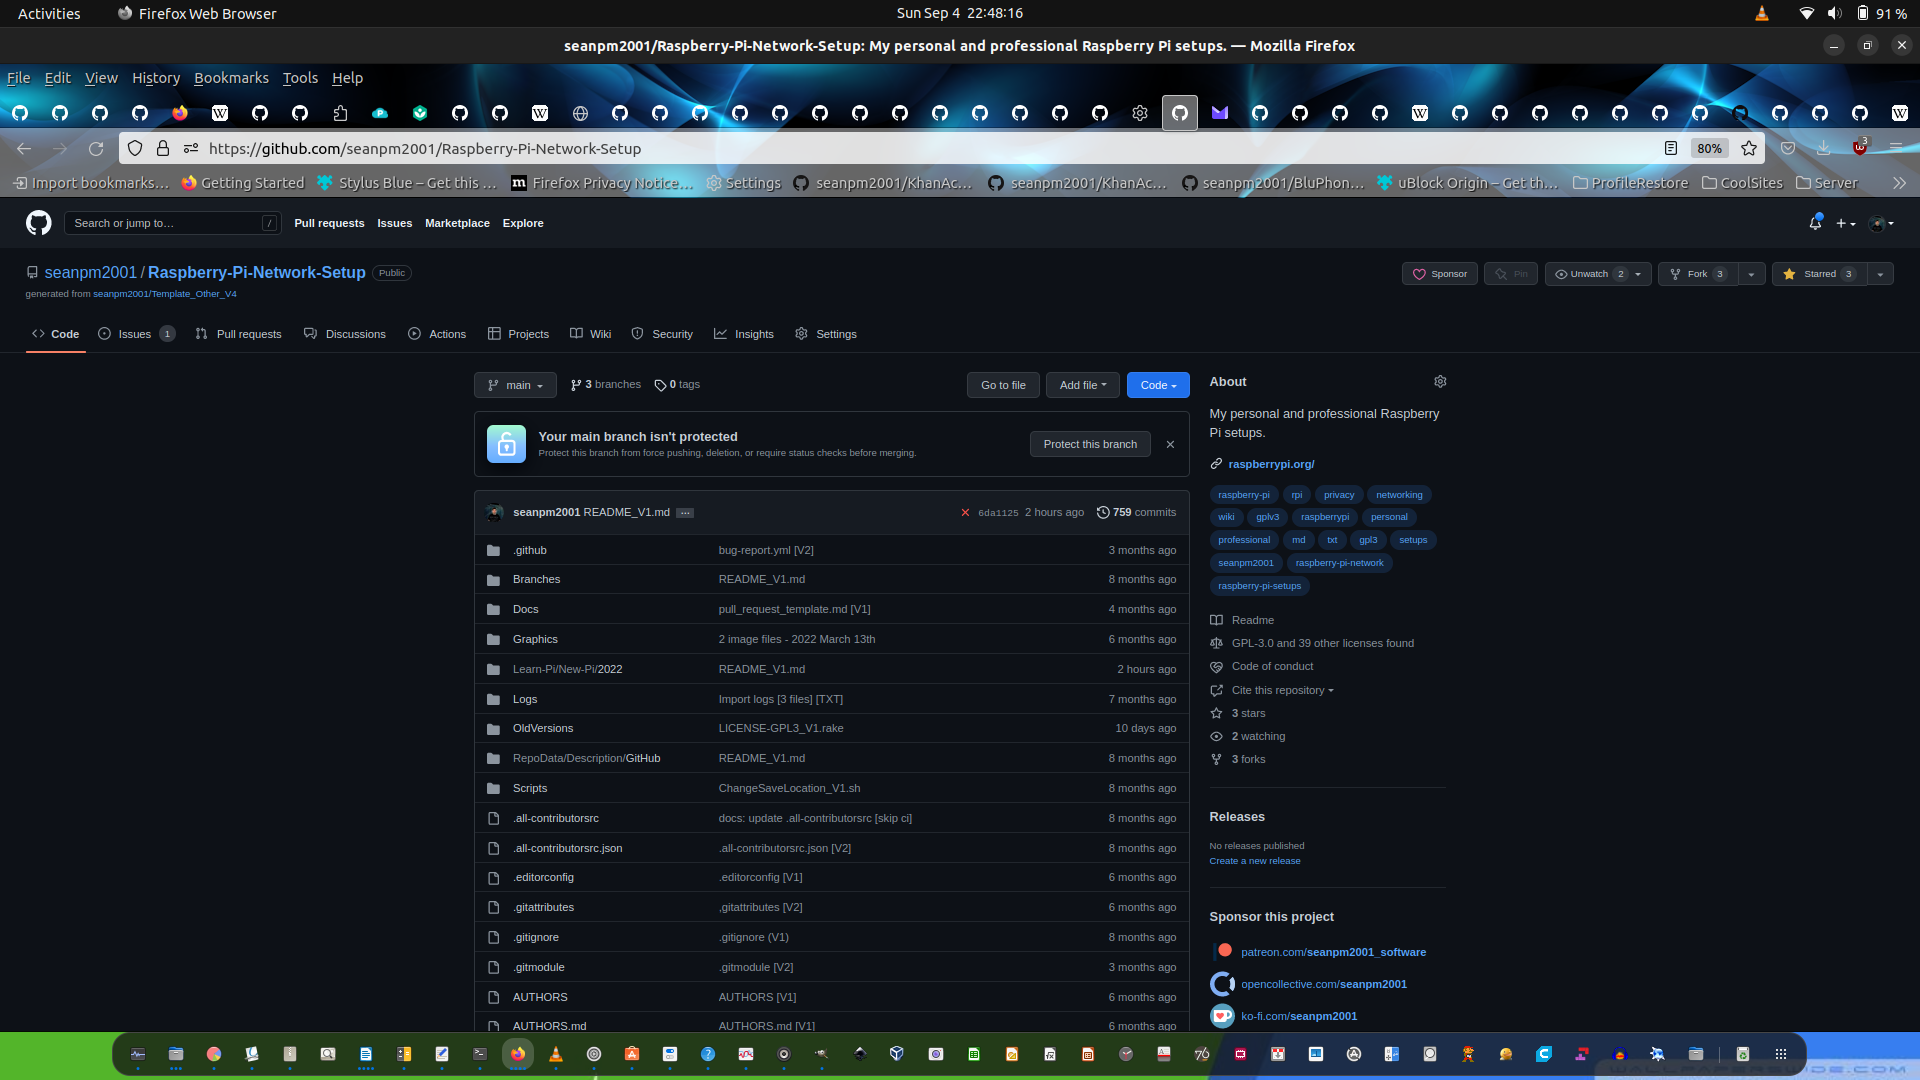 Activities Firefox Web Browser Sun Sep 4 22:48:16 91 %
seanpm2001/Raspberry-Pi-Network-Setup: My personal and professional Raspberry Pi setups. — Mozilla Firefox
File Edit View History Bookmarks Tools Help
https://github.com/seanpm2001/Raspberry-Pi-Network-Setup 80% 3
Import bookmarks… Getting Started Stylus Blue – Get this … Firefox Privacy Notice… Settings seanpm2001/KhanAc… seanpm2001/KhanAc… seanpm2001/BluPhon… uBlock Origin – Get th… ProfileRestore CoolSites Server
Search or jump to… / Pull requests Issues Marketplace Explore
seanpm2001 / Raspberry-Pi-Network-Setup Public Sponsor Pin Unwatch 2 Fork 3 Starred 3
generated from seanpm2001/Template_Other_V4
Code Issues 1 Pull requests Discussions Actions Projects Wiki Security Insights Settings
main 3 branches 0 tags Go to file Add file Code
Your main branch isn't protected
Protect this branch from force pushing, deletion, or require status checks before merging.
Protect this branch
seanpm2001 README_V1.md ... 6da1125 2 hours ago 759 commits
.github bug-report.yml [V2] 3 months ago
Branches README_V1.md 8 months ago
Docs pull_request_template.md [V1] 4 months ago
Graphics 2 image files - 2022 March 13th 6 months ago
Learn-Pi/New-Pi/2022 README_V1.md 2 hours ago
Logs Import logs [3 files] [TXT] 7 months ago
OldVersions LICENSE-GPL3_V1.rake 10 days ago
RepoData/Description/GitHub README_V1.md 8 months ago
Scripts ChangeSaveLocation_V1.sh 8 months ago
.all-contributorsrc docs: update .all-contributorsrc [skip ci] 8 months ago
.all-contributorsrc.json .all-contributorsrc.json [V2] 8 months ago
.editorconfig .editorconfig [V1] 6 months ago
.gitattributes ,gitattributes [V2] 6 months ago
.gitignore .gitignore (V1) 8 months ago
.gitmodule .gitmodule [V2] 3 months ago
AUTHORS AUTHORS [V1] 6 months ago
AUTHORS.md AUTHORS.md [V1] 6 months ago
About
My personal and professional Raspberry
Pi setups.
raspberrypi.org/
raspberry-pi rpi privacy networking
wiki gplv3 raspberrypi personal
professional md txt gpl3 setups
seanpm2001 raspberry-pi-network
raspberry-pi-setups
Readme
GPL-3.0 and 39 other licenses found
Code of conduct
Cite this repository
3 stars
2 watching
3 forks
Releases
No releases published
Create a new release
Sponsor this project
patreon.com/seanpm2001_software
opencollective.com/seanpm2001
ko-fi.com/seanpm2001